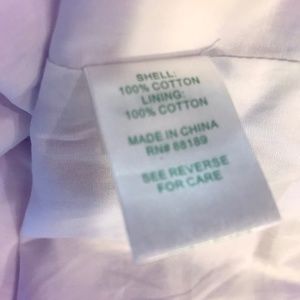 SHELL:
100% COTTON
LINING:
100% COTTON
MADE IN CHINA
RN# 88189
SEE REVERSE
FOR CARE